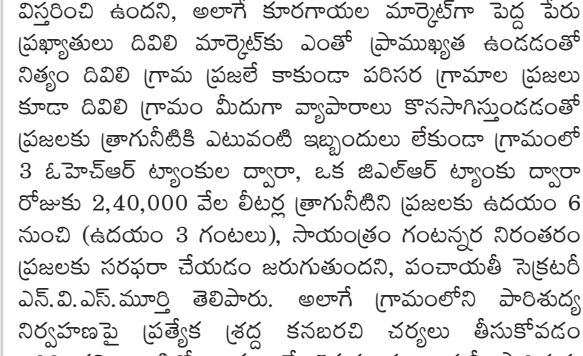 విస్తరించి ఉందని, అలాగే కూరగాయల మార్కెట్‌గా పెద్ద పేరు
ప్రఖ్యాతులు దివిలి మార్కెట్‌కు ఎంతో ప్రాముఖ్యత ఉండడంతో
నిత్యం దివిలి గ్రామ ప్రజలే కాకుండా పరిసర గ్రామాల ప్రజలు
కూడా దివిలి గ్రామం మీదుగా వ్యాపారాలు కొనసాగిస్తుండడంతో
ప్రజలకు త్రాగునీటికి ఎటువంటి ఇబ్బందులు లేకుండా గ్రామంలో
3 ఓహెచ్ఆర్ ట్యాంకుల ద్వారా, ఒక జిఎల్ఆర్ ట్యాంకు ద్వారా
రోజుకు 2,40,000 వేల లీటర్ల త్రాగునీటిని ప్రజలకు ఉదయం 6
నుంచి (ఉదయం 3 గంటలు), సాయంత్రం గంటన్నర నిరంతరం
ప్రజలకు సరఫరా చేయడం జరుగుతుందని, పంచాయతీ సెక్రటరీ
ఎన్.వి.ఎస్.మూర్తి తెలిపారు. అలాగే గ్రామంలోని పారిశుద్య
నిర్వహణపై ప్రత్యేక శ్రద్ద కనబరచి చర్యలు తీసుకోవడం